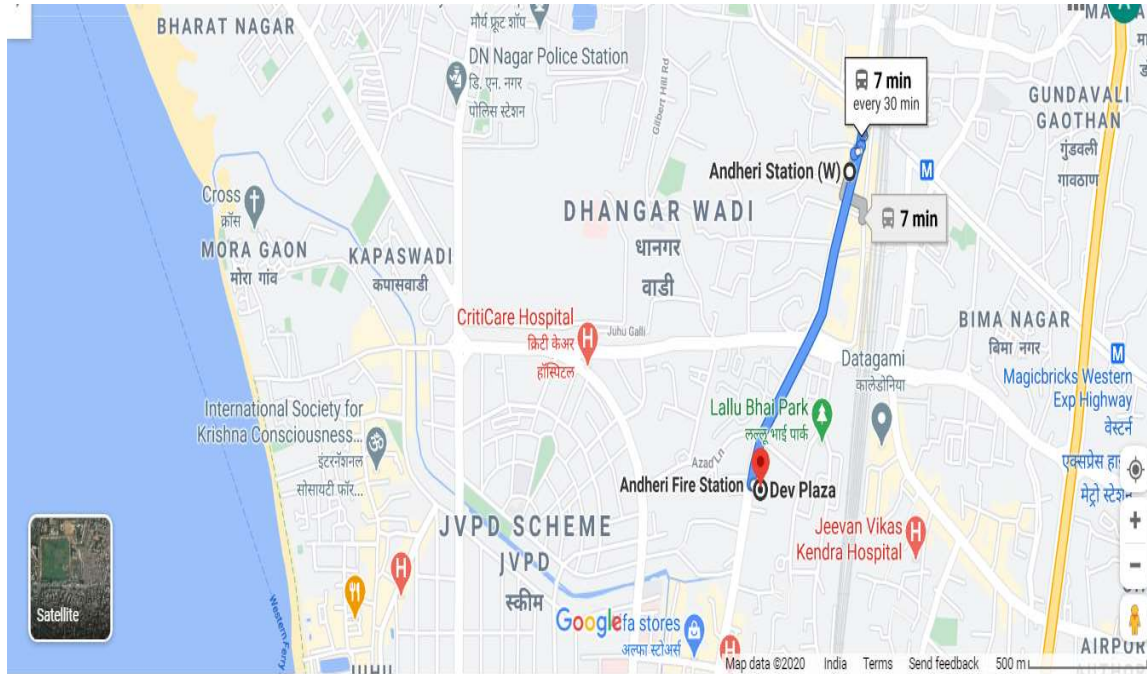 BHARAT NAGAR
मौर्य फ्रूट शॉप
DN Nagar Police Station
डि. एन. नगर
पोलिस स्टेशन
Gilbert Hill Rd
7 min
every 30 min
GUNDAVALI
GAOTHAN
गुंडवली
गावठाण
Andheri Station (W)
M
7 min
Cross
क्रॉस
MORA GAON
मोरा गांव
KAPASWADI
कपासवाडी
DHANGAR WADI
धानगर
वाडी
CritiCare Hospital
क्रिटी केअर
हॉस्पिटल
H
Juhu Galli
BIMA NAGAR
बिमा नगर
M
Magicbricks Western
Exp Highway
वेस्टर्न
एक्सप्रेस
मेट्रो
Datagami
कालेडोनिया
Lallu Bhai Park
लल्लू भाई पार्क
International Society for
Krishna Consciousness...
इंटरनॅशनल
सोसायटी फॉर...
Azad Ln
Andheri Fire Station
Dev Plaza
Jeevan Vikas
Kendra Hospital
H
JVPD SCHEME
JVPD
स्कीम
H
Satellite
Western Ferry
Google
fa stores
अल्फा स्टोअर्स
H
AIRPOR
JUHU
Map data ©2020 India Terms Send feedback 500 m